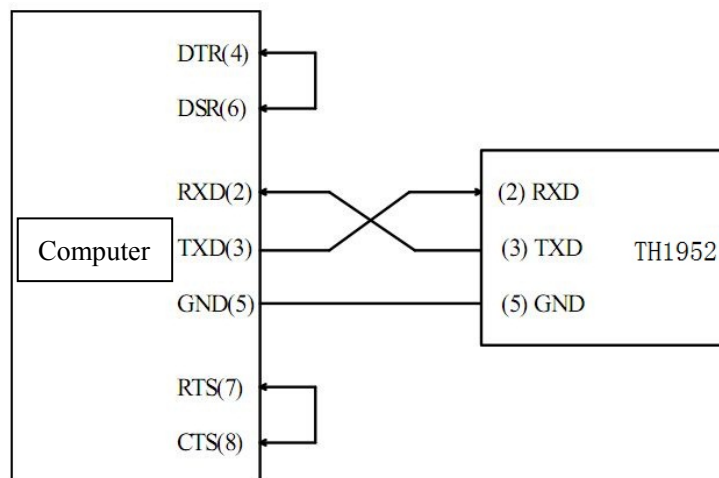 DTR(4)
DSR(6)
RXD(2)
(2) RXD
Computer
TXD(3)
(3) TXD
TH1952
GND(5)
(5) GND
RTS(7)
CTS(8)